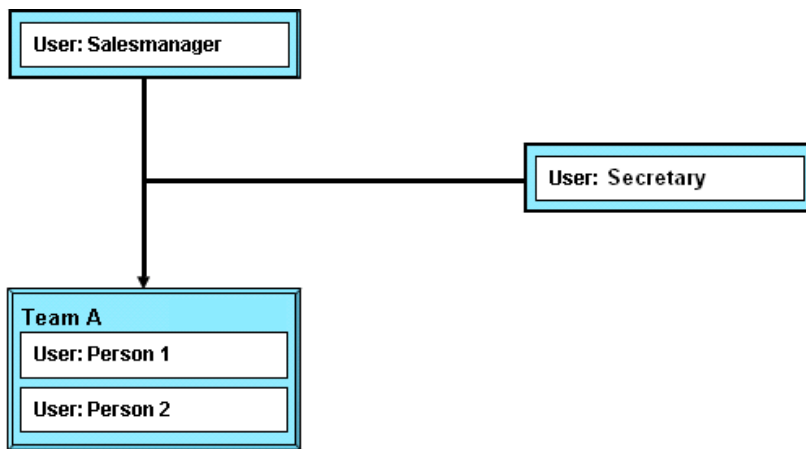 User: Salesmanager
User: Secretary
Team A
User: Person 1
User: Person 2